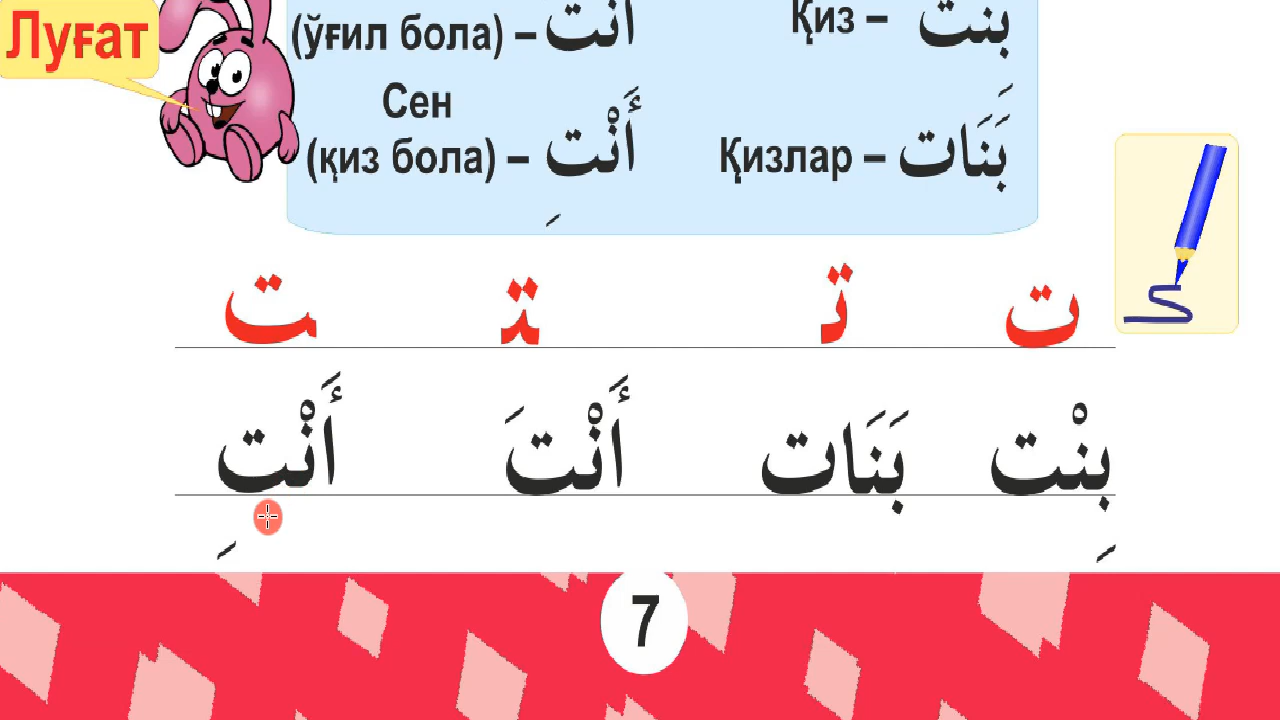 Луғат
(ўғил бола) – أنت
Қиз – بنت
Сен
(қиз бола) – أَنْتِ
Қизлар – بَنَات
ت تـ ـتـ ـت
بِنْت بَنَات أَنْتَ أَنْتِ
7